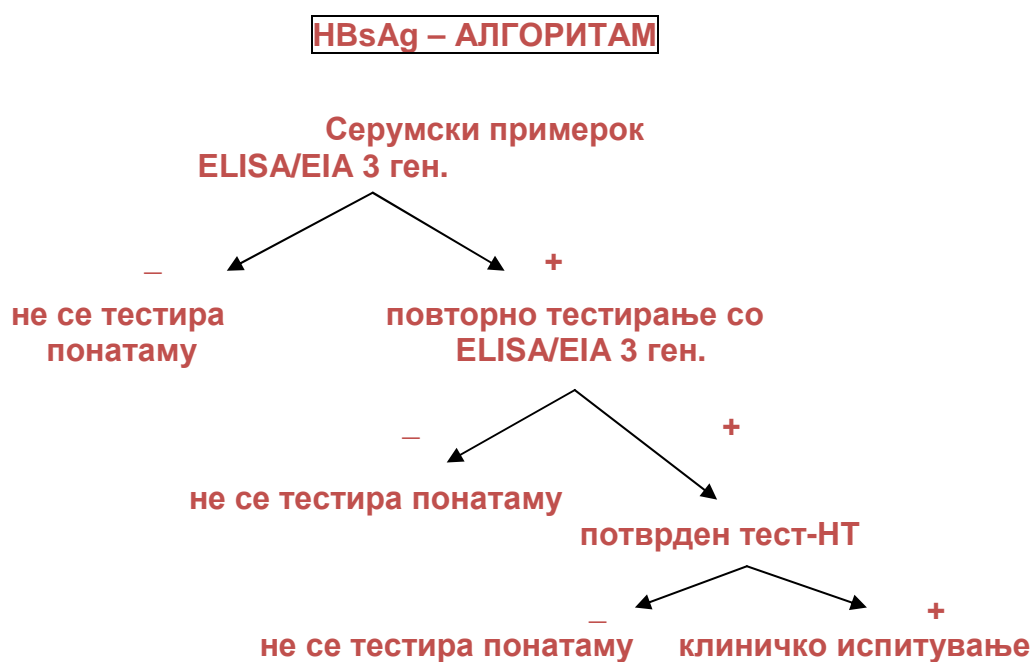 HBsAg – АЛГОРИТАМ
Серумски примерок
ELISA/EIA 3 ген.
_ +
не се тестира
понатаму
повторно тестирање со
ELISA/EIA 3 ген.
_ +
не се тестира понатаму
потврден тест-НТ
_ +
не се тестира понатаму клиничко испитување